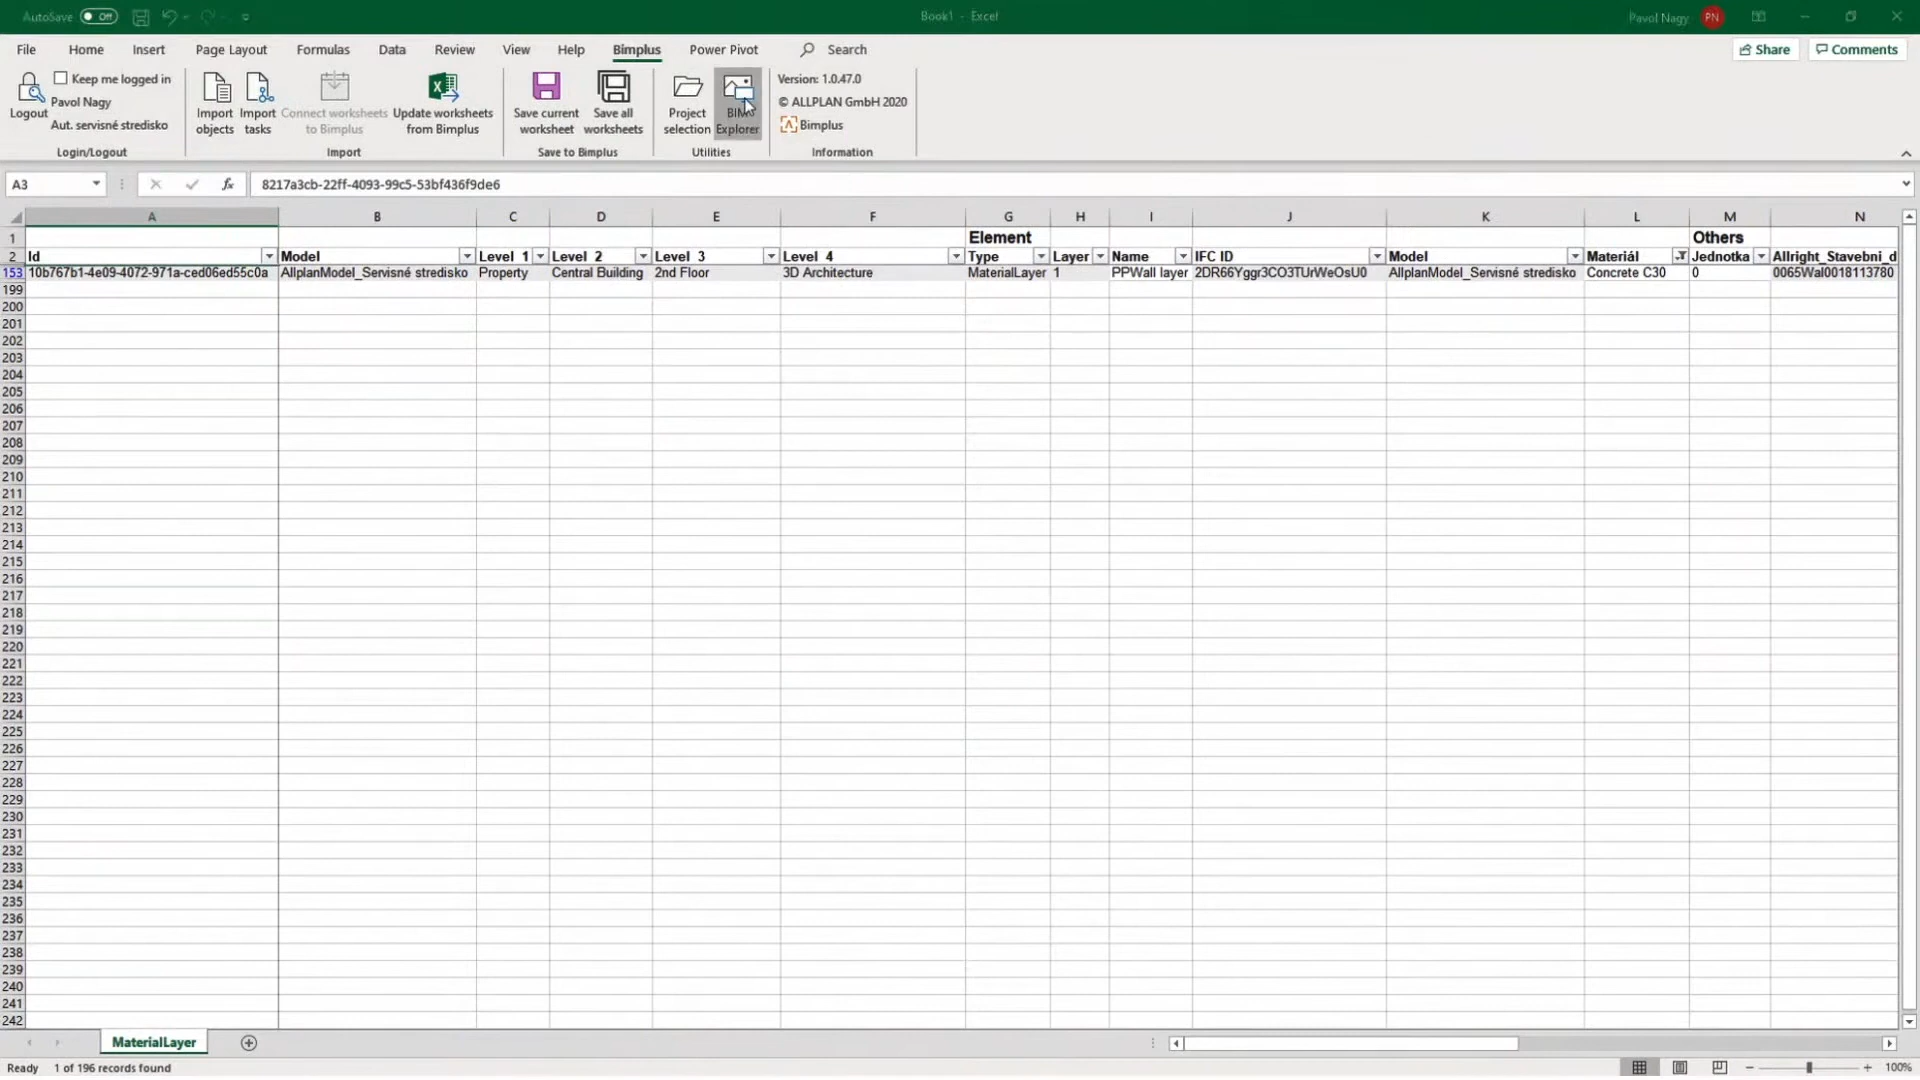 AutoSave Off Book1 - Excel Pavol Nagy PN
File Home Insert Page Layout Formulas Data Review View Help Bimplus Power Pivot Search Share Comments
Logout Keep me logged in
Pavol Nagy
Aut. servisné stredisko
Login/Logout
Import objects
Import tasks
Connect worksheets to Bimplus
Update worksheets from Bimplus
Import
Save current worksheet
Save all worksheets
Save to Bimplus
Project selection
BIM Explorer
Utilities
Version: 1.0.47.0
© ALLPLAN GmbH 2020
Bimplus
Information
A3 fx 8217a3cb-22ff-4093-99c5-53bf436f9de6
A B C D E F G H I J K L M N
1 Element Others
2 Id Model Level 1 Level 2 Level 3 Level 4 Type Layer Name IFC ID Model Materiál Jednotka Allright_Stavebni_d
153 10b767b1-4e09-4072-971a-ced06ed55c0a AllplanModel_Servisné stredisko Property Central Building 2nd Floor 3D Architecture MaterialLayer 1 PPWall layer 2DR66Yggr3CO3TUrWeOsU0 AllplanModel_Servisné stredisko Concrete C30 0 0065Wal0018113780
199
200
201
202
203
204
205
206
207
208
209
210
211
212
213
214
215
216
217
218
219
220
221
222
223
224
225
226
227
228
229
230
231
232
233
234
235
236
237
238
239
240
241
242
MaterialLayer
Ready 1 of 196 records found 100%